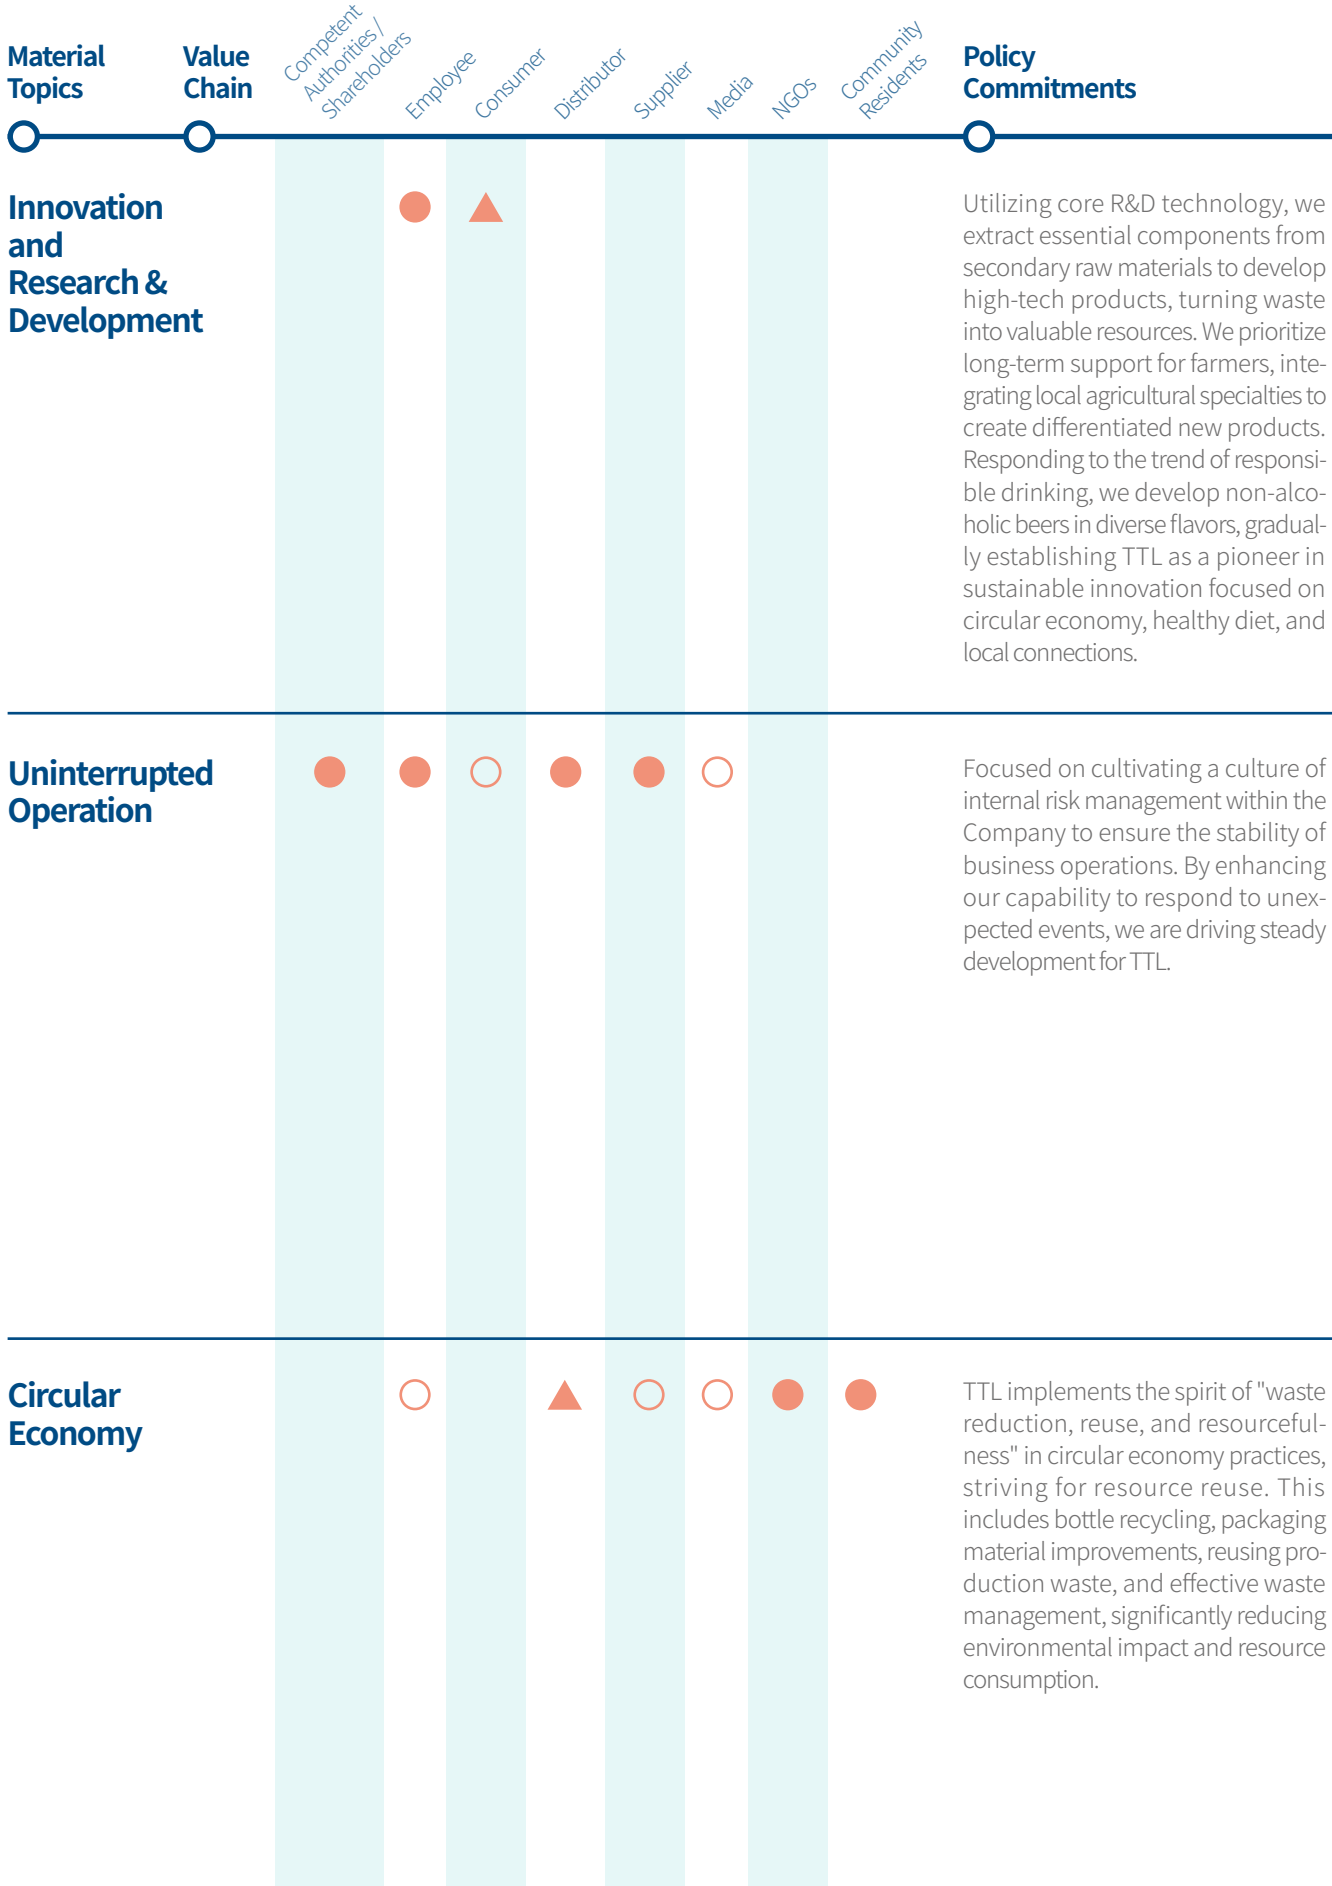 Material
Topics
Value
Chain
Competent
Authorities /
Shareholders
Employee
Consumer
Distributor
Supplier
Media
NGOs
Community
Residents
Policy
Commitments
Innovation
and
Research &
Development
Utilizing core R&D technology, we
extract essential components from
secondary raw materials to develop
high-tech products, turning waste
into valuable resources. We prioritize
long-term support for farmers, inte-
grating local agricultural specialties to
create differentiated new products.
Responding to the trend of responsi-
ble drinking, we develop non-alco-
holic beers in diverse flavors, gradual-
ly establishing TTL as a pioneer in
sustainable innovation focused on
circular economy, healthy diet, and
local connections.
Uninterrupted
Operation
Focused on cultivating a culture of
internal risk management within the
Company to ensure the stability of
business operations. By enhancing
our capability to respond to unex-
pected events, we are driving steady
development for TTL.
Circular
Economy
TTL implements the spirit of "waste
reduction, reuse, and resourceful-
ness" in circular economy practices,
striving for resource reuse. This
includes bottle recycling, packaging
material improvements, reusing pro-
duction waste, and effective waste
management, significantly reducing
environmental impact and resource
consumption.